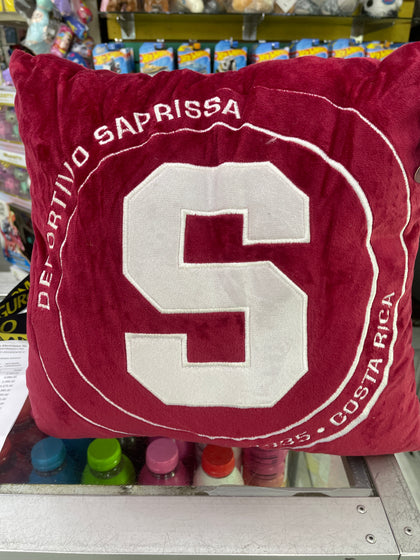 DEPORTIVO SAPRISSA
S
1935 • COSTA RICA